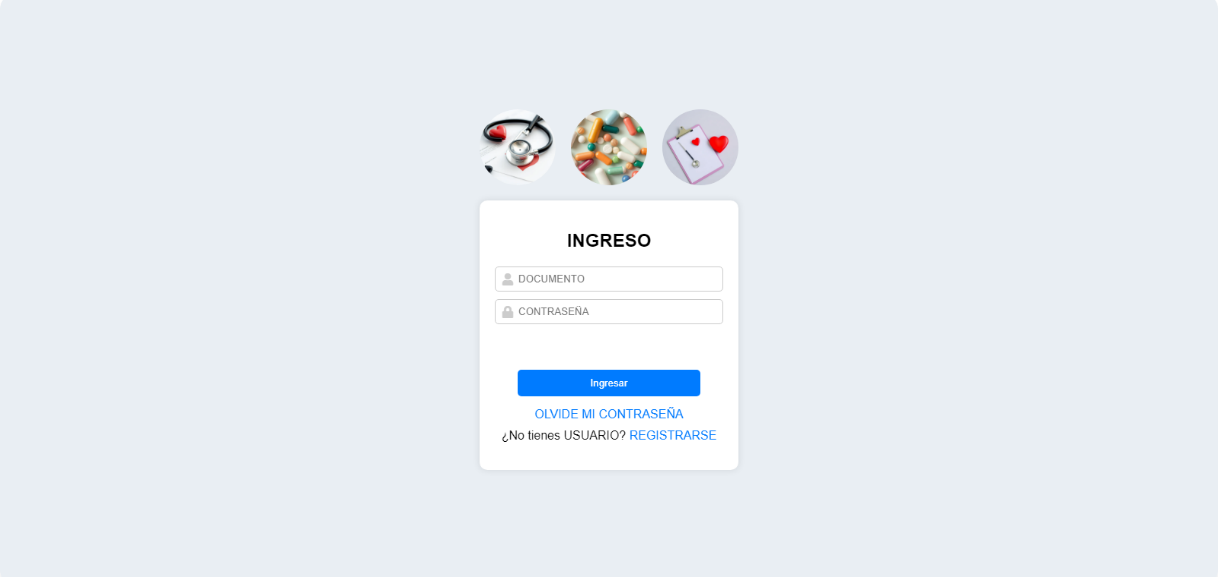 INGRESO
DOCUMENTO
CONTRASEÑA
Ingresar
OLVIDE MI CONTRASEÑA
¿No tienes USUARIO? REGISTRARSE